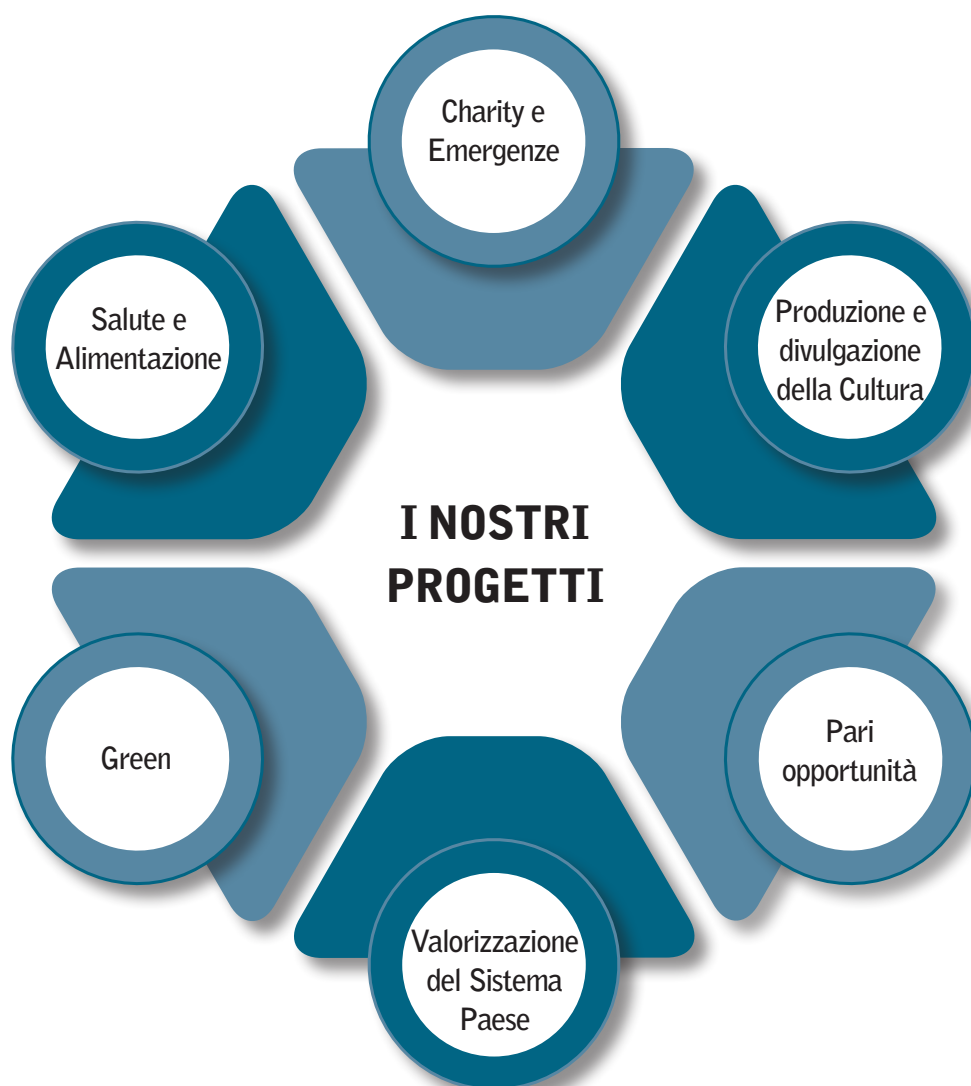 Charity e
Emergenze
Salute e
Alimentazione
Produzione e
divulgazione
della Cultura
I NOSTRI
PROGETTI
Green
Pari
opportunità
Valorizzazione
del Sistema
Paese